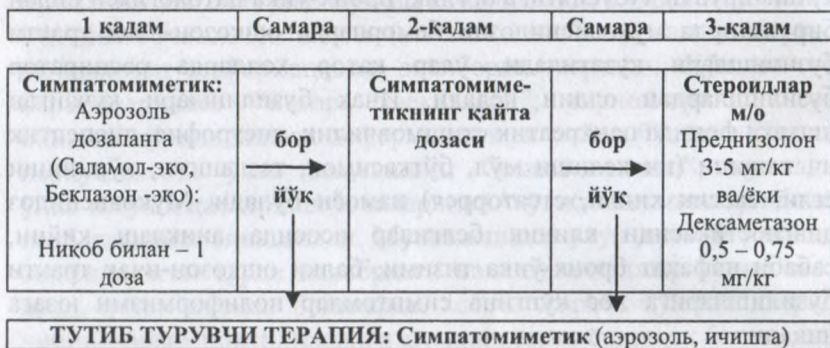 1 қадам Самара 2-қадам Самара 3-қадам
Симпатомиметик:
Аэрозоль
дозаланга
(Саламол-эко,
Беклазон -эко):
Ниқоб билан – 1
доза
бор
йўқ
Симпатомиме-
тикнинг қайта
дозаси
бор
йўқ
Стероидлар
м/о
Преднизолон
3-5 мг/кг
ва/ёки
Дексаметазон
0,5 - 0,75
мг/кг
ТУТИБ ТУРУВЧИ ТЕРАПИЯ: Симпатомиметик (аэрозоль, ичишга)